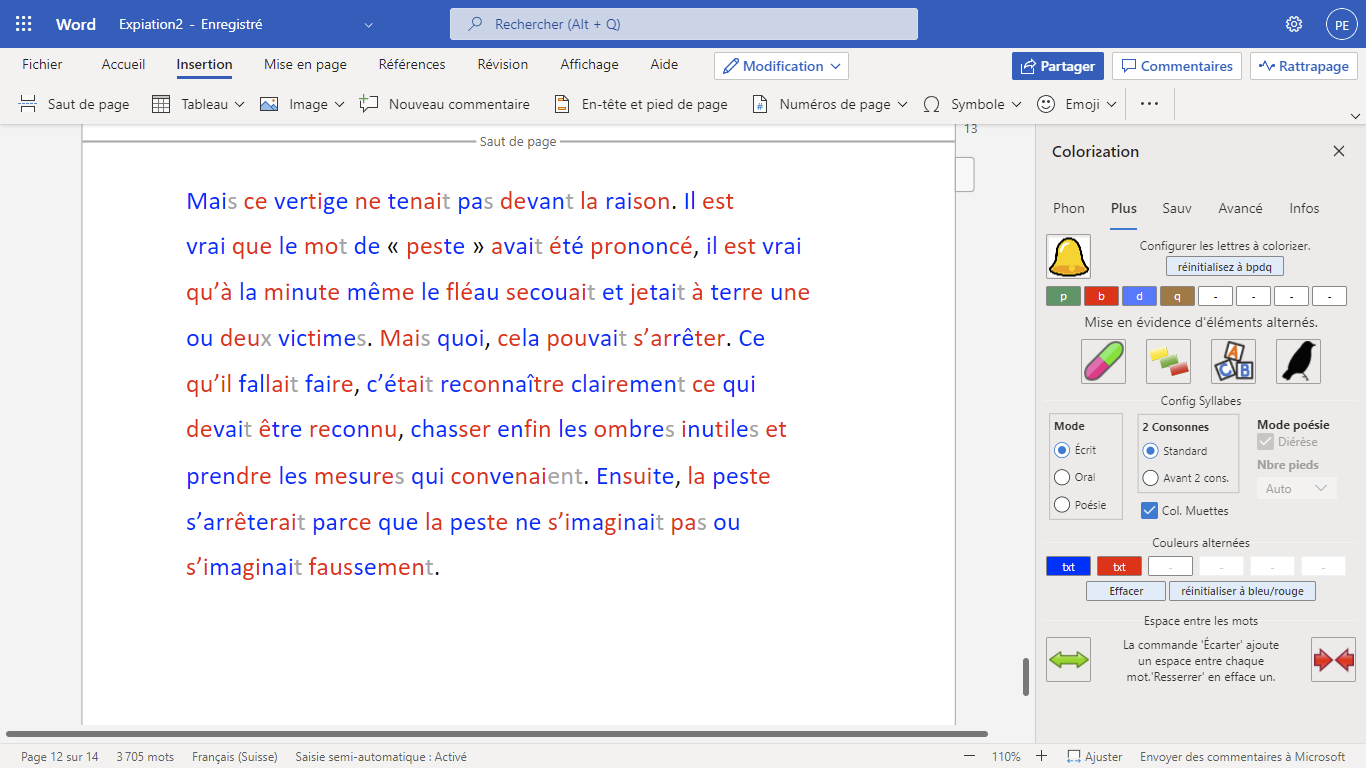 Word
Expiation2 - Enregistré
Rechercher (Alt + Q)
PE
Fichier Accueil Insertion Mise en page Références Révision Affichage Aide Modification Partager Commentaires Rattrapage
Saut de page Tableau Image Nouveau commentaire En-tête et pied de page Numéros de page Symbole Emoji ...
13
Saut de page
Mais ce vertige ne tenait pas devant la raison. Il est
vrai que le mot de « peste » avait été prononcé, il est vrai
qu’à la minute même le fléau secouait et jetait à terre une
ou deux victimes. Mais quoi, cela pouvait s’arrêter. Ce
qu’il fallait faire, c’était reconnaître clairement ce qui
devait être reconnu, chasser enfin les ombres inutiles et
prendre les mesures qui convenaient. Ensuite, la peste
s’arrêterait parce que la peste ne s’imaginait pas ou
s’imaginait faussement.
Coloriƨation
Phon Plus Sauv Avancé Infos
Configurer les lettres à coloriƨer.
réinitialisez à bpdq
p b d q - - - -
Mise en évidence d'éléments alternés.
A C B
Config Syllabes
Mode
Écrit
Oral
Poésie
2 Consonnes
Standard
Avant 2 cons.
Col. Muettes
Mode poésie
Diérèse
Nbre pieds
Auto
Couleurs alternées
txt txt - - - -
Effacer réinitialiser à bleu/rouge
Espace entre les mots
La commande 'Écarter' ajoute
un espace entre chaque
mot.'Resserrer' en efface un.
Page 12 sur 14 3 705 mots Français (Suisse) Saisie semi-automatique : Activé 110% Ajuster Envoyer des commentaires à Microsoft